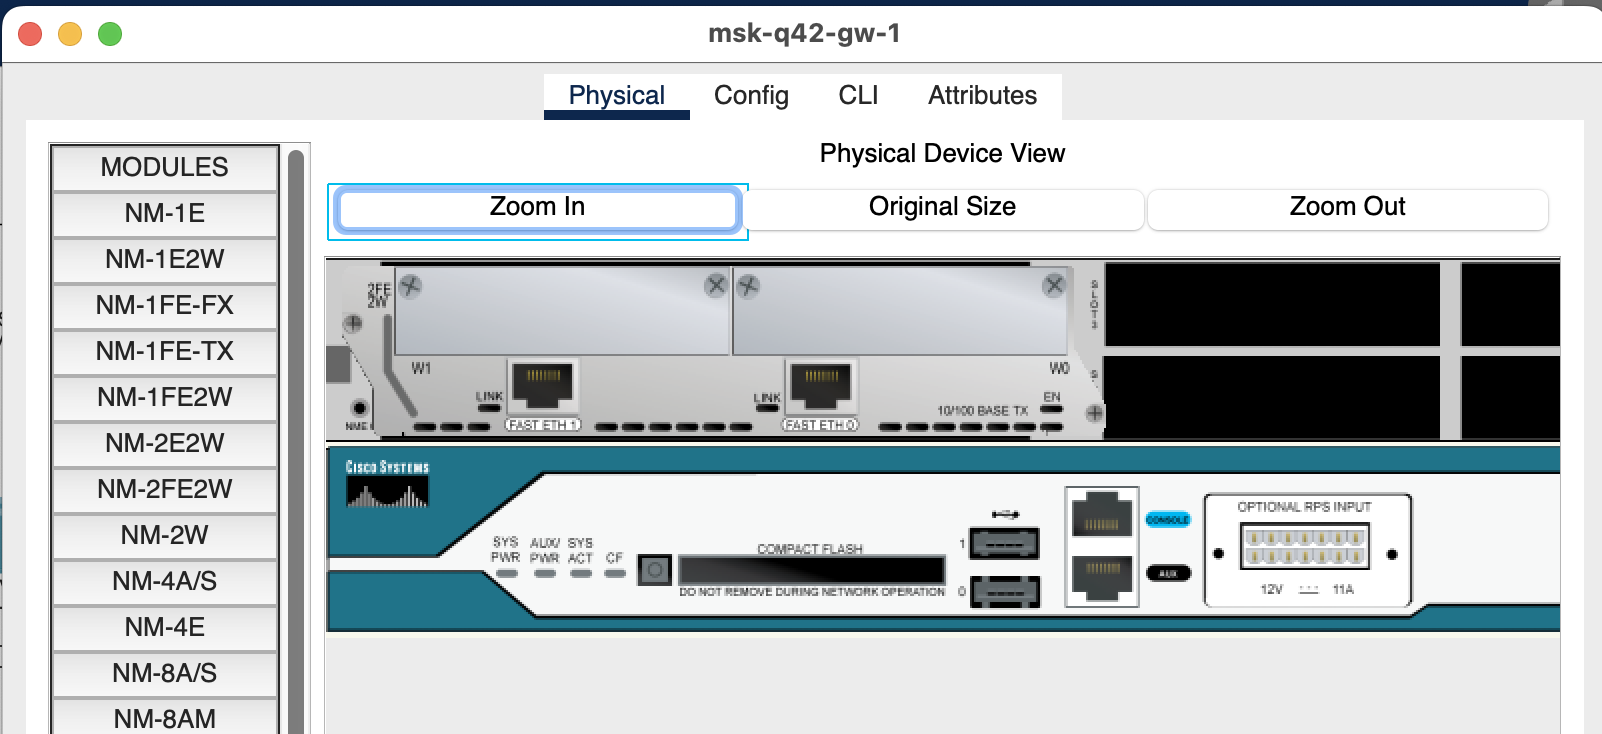 msk-q42-gw-1
Physical Config CLI Attributes
MODULES
NM-1E
NM-1E2W
NM-1FE-FX
NM-1FE-TX
NM-1FE2W
NM-2E2W
NM-2FE2W
NM-2W
NM-4A/S
NM-4E
NM-8A/S
NM-8AM
Physical Device View
Zoom In Original Size Zoom Out
2FE
2W
W1
W0
LINK
LINK
EN
10/100 BASE TX
NME
FAST ETH 1
FAST ETH 0
SLOTS
CISCO SYSTEMS
SYS
PWR
AUX/
PWR
SYS
ACT
CF
COMPACT FLASH
DO NOT REMOVE DURING NETWORK OPERATION
1
0
CONSOLE
AUX
OPTIONAL RPS INPUT
12V
11A